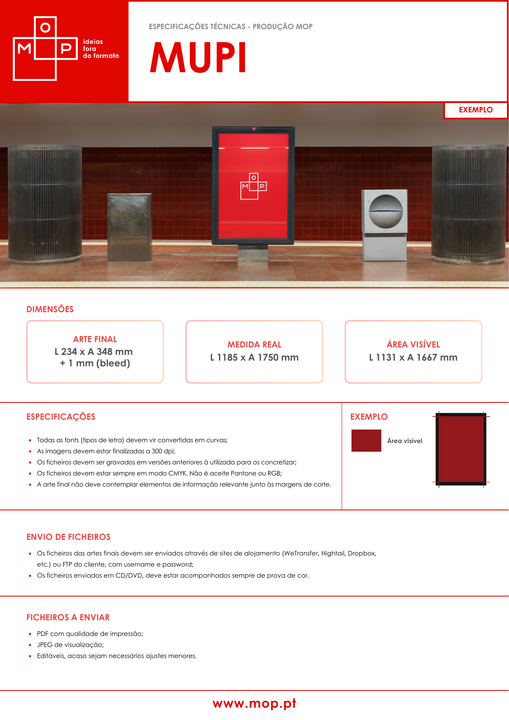 O
M P
ideias
fora
do formato
ESPECIFICAÇÕES TÉCNICAS - PRODUÇÃO MOP
MUPI
EXEMPLO
O
M P
DIMENSÕES
ARTE FINAL
L 234 x A 348 mm
+ 1 mm (bleed)
MEDIDA REAL
L 1185 x A 1750 mm
ÁREA VISÍVEL
L 1131 x A 1667 mm
ESPECIFICAÇÕES
• Todas as fonts (tipos de letra) devem vir convertidas em curvas;
• As imagens devem estar finalizadas a 300 dpi;
• Os ficheiros devem ser gravados em versões anteriores à utilizada para os concretizar;
• Os ficheiros devem estar sempre em modo CMYK. Não é aceite Pantone ou RGB;
• A arte final não deve contemplar elementos de informação relevante junto às margens de corte.
EXEMPLO
Área visível
ENVIO DE FICHEIROS
• Os ficheiros das artes finais devem ser enviados através de sites de alojamento (WeTransfer, Hightail, Dropbox,
etc.) ou FTP do cliente, com username e password;
• Os ficheiros enviados em CD/DVD, deve estar acompanhados sempre de prova de cor.
FICHEIROS A ENVIAR
• PDF com qualidade de impressão;
• JPEG de visualização;
• Editáveis, acaso sejam necessários ajustes menores.
www.mop.pt